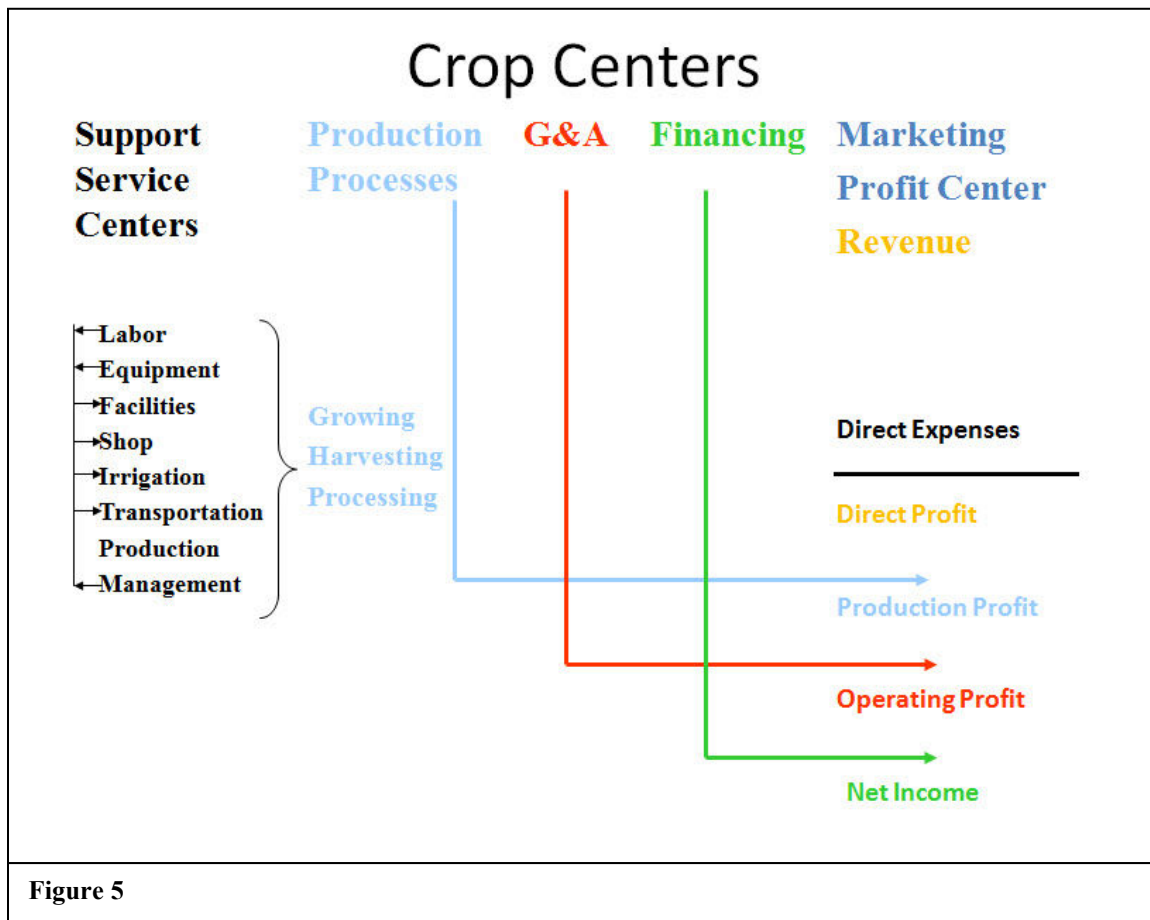 Crop Centers
Support
Service
Centers
Production
Processes
G&A
Financing
Marketing
Profit Center
Revenue
Labor
Equipment
Facilities
Shop
Irrigation
Transportation
Production
Management
Growing
Harvesting
Processing
Direct Expenses
Direct Profit
Production Profit
Operating Profit
Net Income
Figure 5